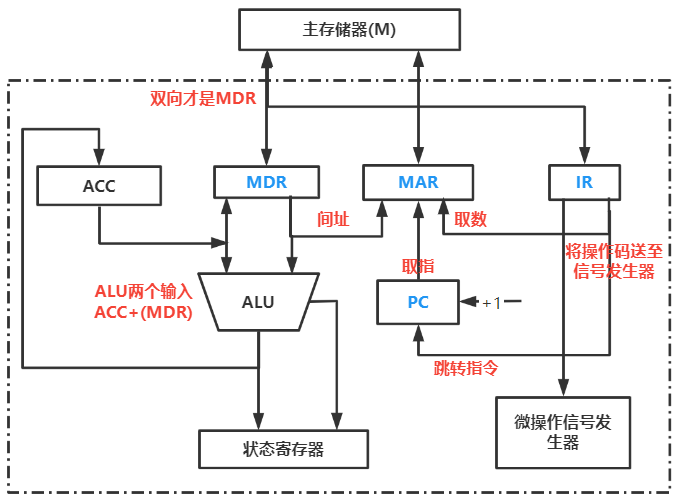 主存储器(M)
双向才是MDR
ACC
MDR
MAR
IR
间址
取数
将操作码送至
信号发生器
取指
ALU两个输入
ACC+(MDR)
ALU
PC
+1
跳转指令
状态寄存器
微操作信号发
生器